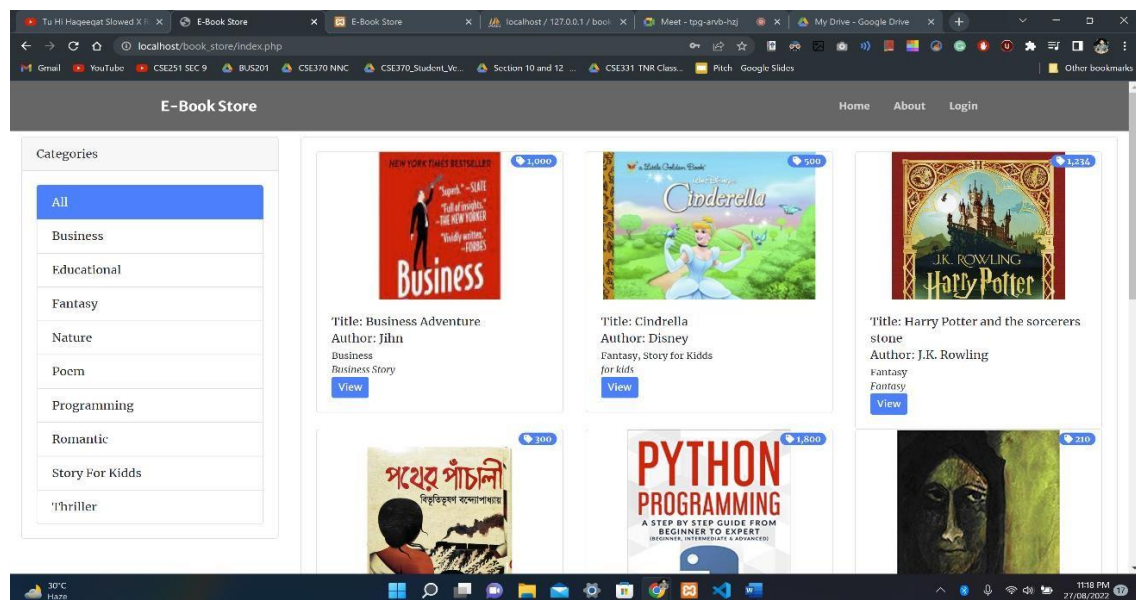 Tu Hi Haqeeqat Slowed X R
E-Book Store
E-Book Store
localhost / 127.0.0.1 / book
Meet - tpg-arvb-hzj
My Drive - Google Drive
localhost/book_store/index.php
Gmail
YouTube
CSE251 SEC 9
BUS201
CSE370 NNC
CSE370_Student_Ve...
Section 10 and 12 ...
CSE331 TNR Class...
Pitch
Google Slides
Other bookmarks
E-Book Store
Home
About
Login
Categories
All
Business
Educational
Fantasy
Nature
Poem
Programming
Romantic
Story For Kidds
Thriller
1,000
NEW YORK TIMES BESTSELLER
"Superb." —SLATE
"Full of insights."
—THE NEW YORKER
"Vividly written."
—FORBES
Business
Title: Business Adventure
Author: Jihn
Business
Business Story
View
500
a Little Golden Book
Cinderella
Title: Cindrella
Author: Disney
Fantasy, Story for Kidds
for kids
View
1,234
J.K. ROWLING
Harry Potter
Title: Harry Potter and the sorcerers
stone
Author: J.K. Rowling
Fantasy
Fantasy
View
300
পথের পাঁচালী
বিভূতিভূষণ বন্দ্যোপাধ্যায়
1,800
PYTHON
PROGRAMMING
A STEP BY STEP GUIDE FROM
BEGINNER TO EXPERT
(BEGINNER, INTERMEDIATE & ADVANCED)
210
30°C
Haze
11:18 PM
27/08/2022
17